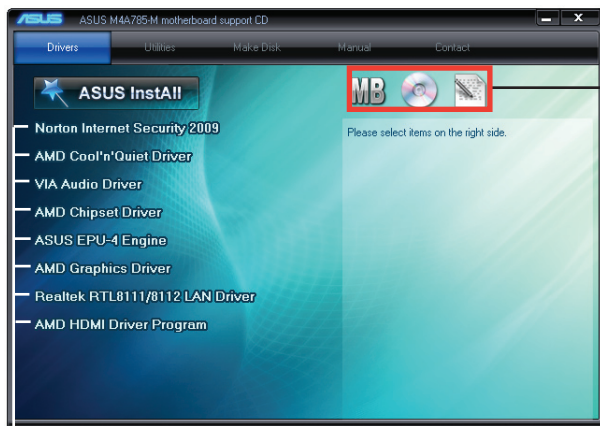 ASUS ASUS M4A785-M motherboard support CD
Drivers Utilities Make Disk Manual Contact
ASUS InstAll
MB
Norton Internet Security 2009
Please select items on the right side.
AMD Cool'n'Quiet Driver
VIA Audio Driver
AMD Chipset Driver
ASUS EPU-4 Engine
AMD Graphics Driver
Realtek RTL8111/8112 LAN Driver
AMD HDMI Driver Program